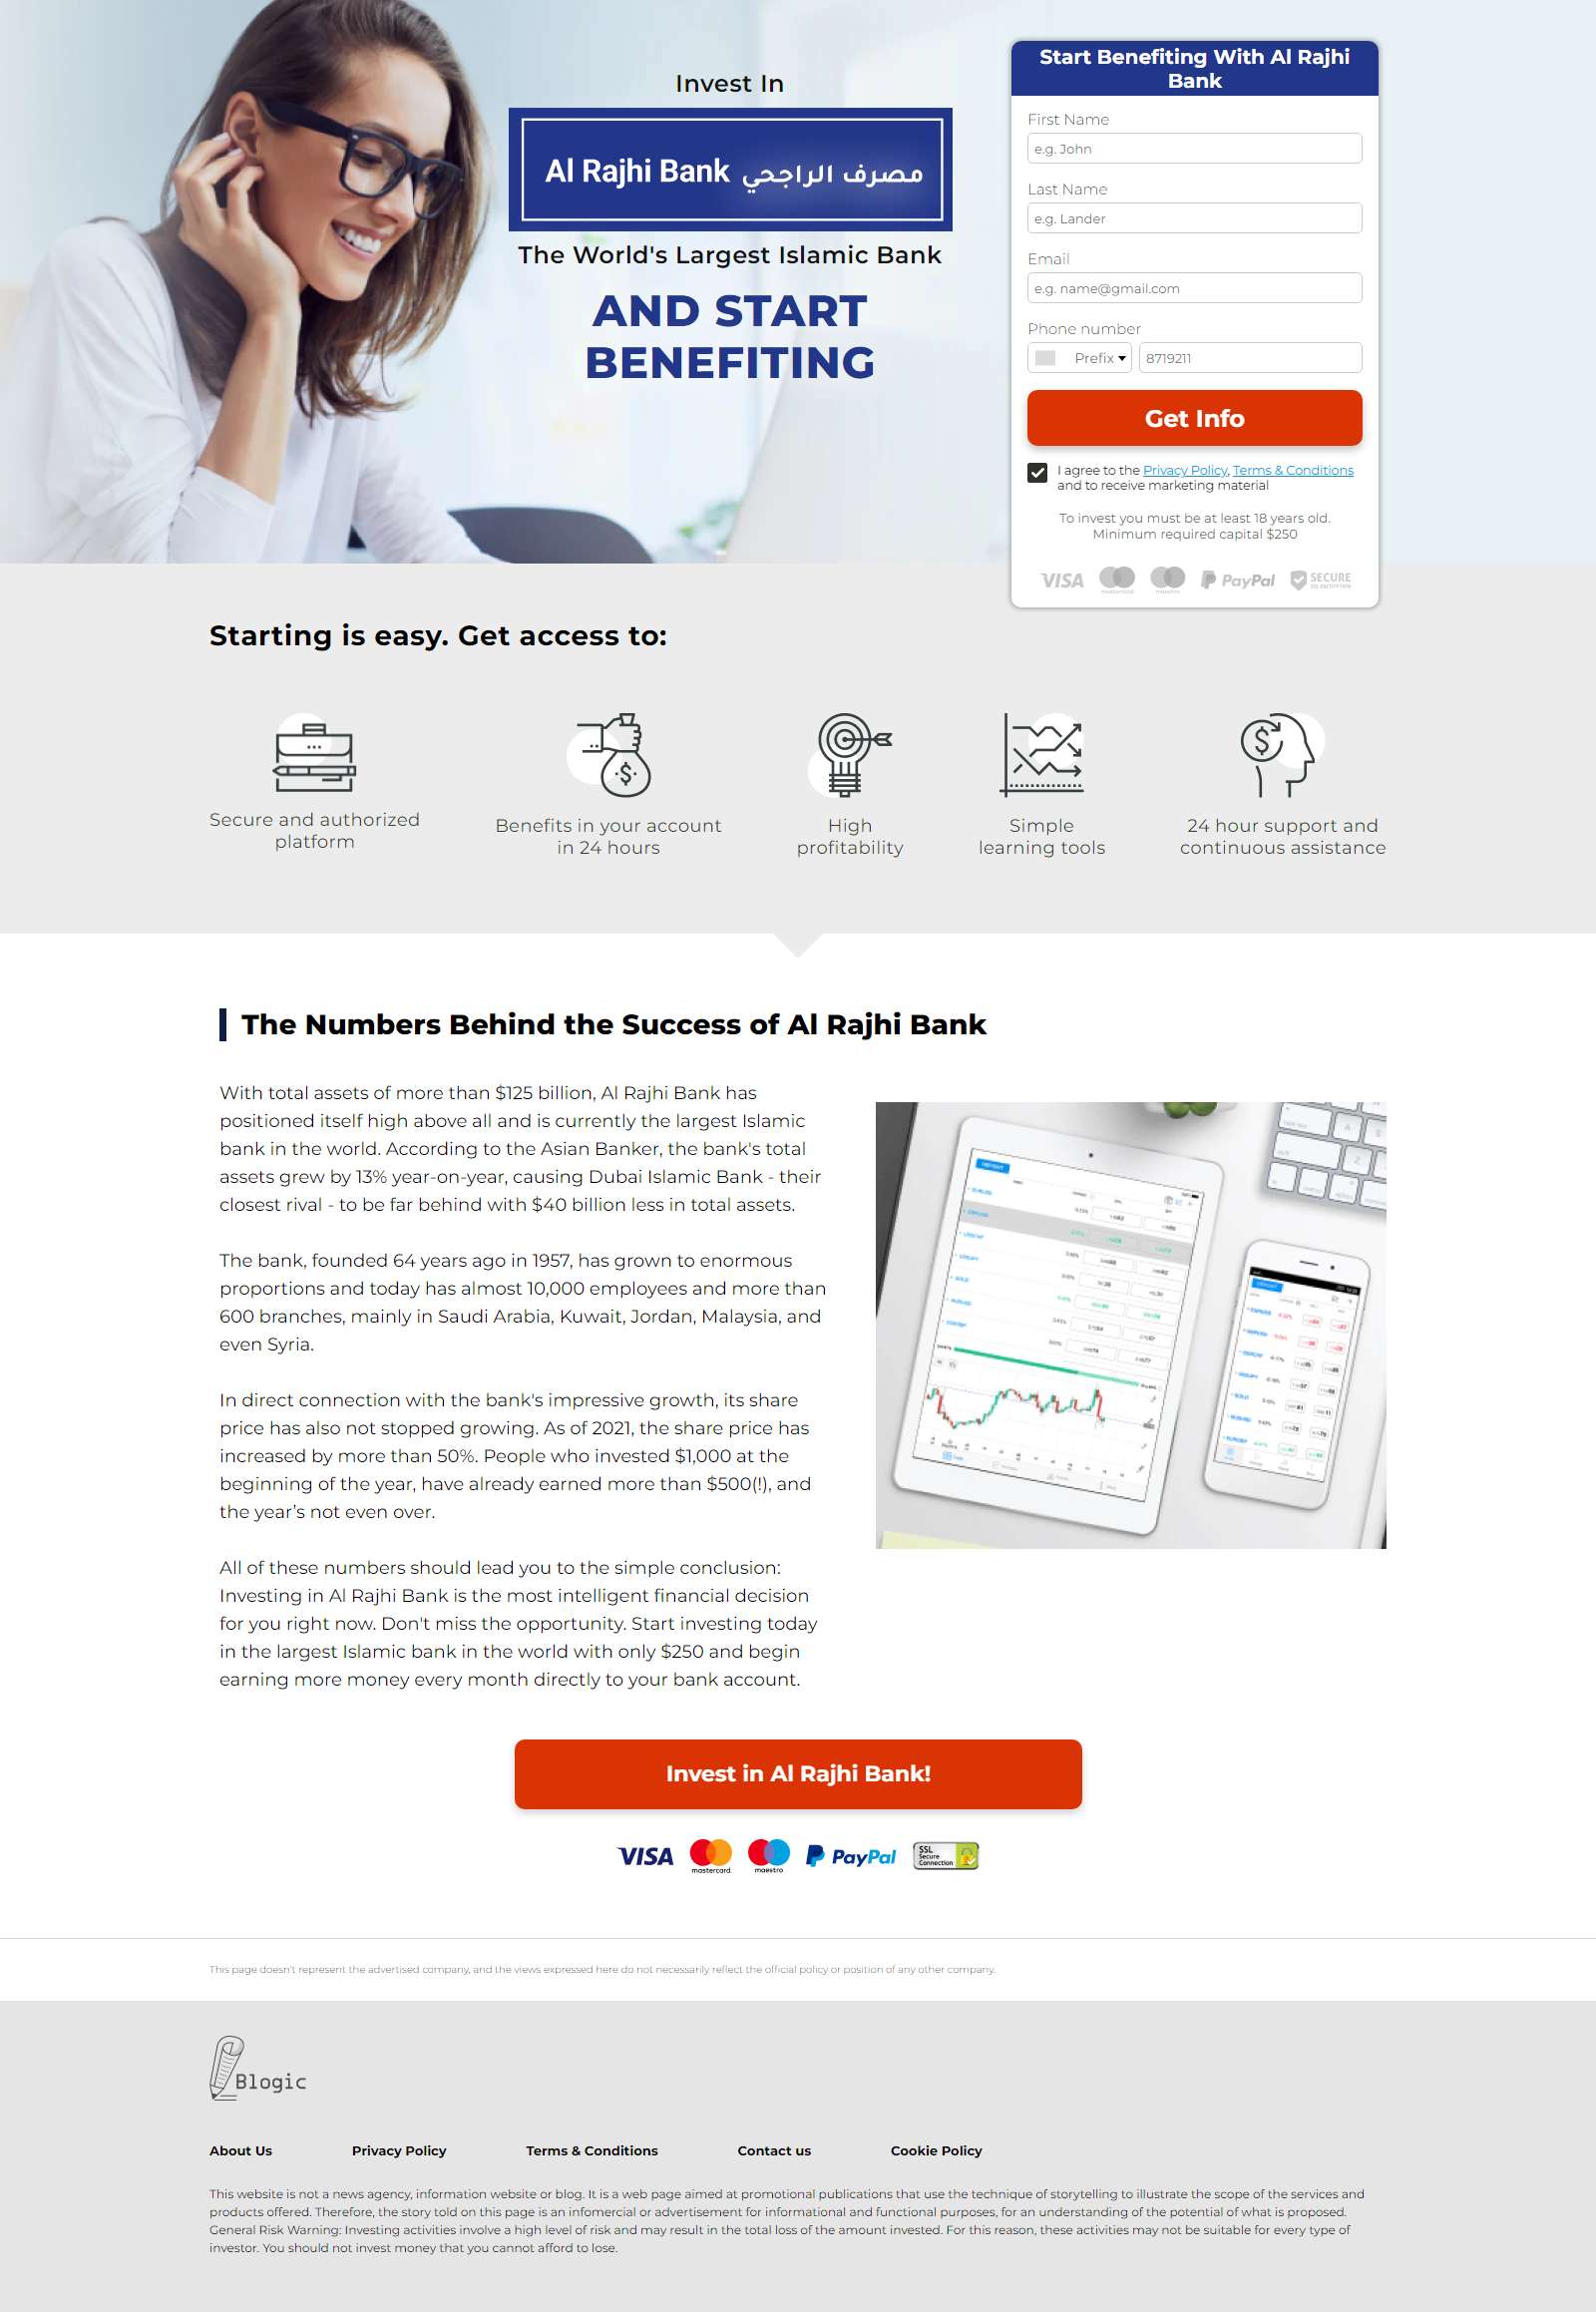 Invest In
Al Rajhi Bank مصرف الراجحي
The World's Largest Islamic Bank
AND START
BENEFITING
Start Benefiting With Al Rajhi
Bank
First Name
e.g. John
Last Name
e.g. Lander
Email
e.g. name@gmail.com
Phone number
Prefix 8719211
Get Info
I agree to the Privacy Policy, Terms & Conditions
and to receive marketing material
To invest you must be at least 18 years old.
Minimum required capital $250
VISA mastercard maestro PayPal SECURE
Starting is easy. Get access to:
Secure and authorized
platform
Benefits in your account
in 24 hours
High
profitability
Simple
learning tools
24 hour support and
continuous assistance
The Numbers Behind the Success of Al Rajhi Bank
With total assets of more than $125 billion, Al Rajhi Bank has
positioned itself high above all and is currently the largest Islamic
bank in the world. According to the Asian Banker, the bank's total
assets grew by 13% year-on-year, causing Dubai Islamic Bank - their
closest rival - to be far behind with $40 billion less in total assets.
The bank, founded 64 years ago in 1957, has grown to enormous
proportions and today has almost 10,000 employees and more than
600 branches, mainly in Saudi Arabia, Kuwait, Jordan, Malaysia, and
even Syria.
In direct connection with the bank's impressive growth, its share
price has also not stopped growing. As of 2021, the share price has
increased by more than 50%. People who invested $1,000 at the
beginning of the year, have already earned more than $500(!), and
the year’s not even over.
All of these numbers should lead you to the simple conclusion:
Investing in Al Rajhi Bank is the most intelligent financial decision
for you right now. Don't miss the opportunity. Start investing today
in the largest Islamic bank in the world with only $250 and begin
earning more money every month directly to your bank account.
Invest in Al Rajhi Bank!
VISA mastercard maestro PayPal SSL Secure Connection
This page doesn't represent the advertised company, and the views expressed here do not necessarily reflect the official policy or position of any other company.
Blogic
About Us Privacy Policy Terms & Conditions Contact us Cookie Policy
This website is not a news agency, information website or blog. It is a web page aimed at promotional publications that use the technique of storytelling to illustrate the scope of the services and
products offered. Therefore, the story told on this page is an infomercial or advertisement for informational and functional purposes, for an understanding of the potential of what is proposed.
General Risk Warning: Investing activities involve a high level of risk and may result in the total loss of the amount invested. For this reason, these activities may not be suitable for every type of
investor. You should not invest money that you cannot afford to lose.